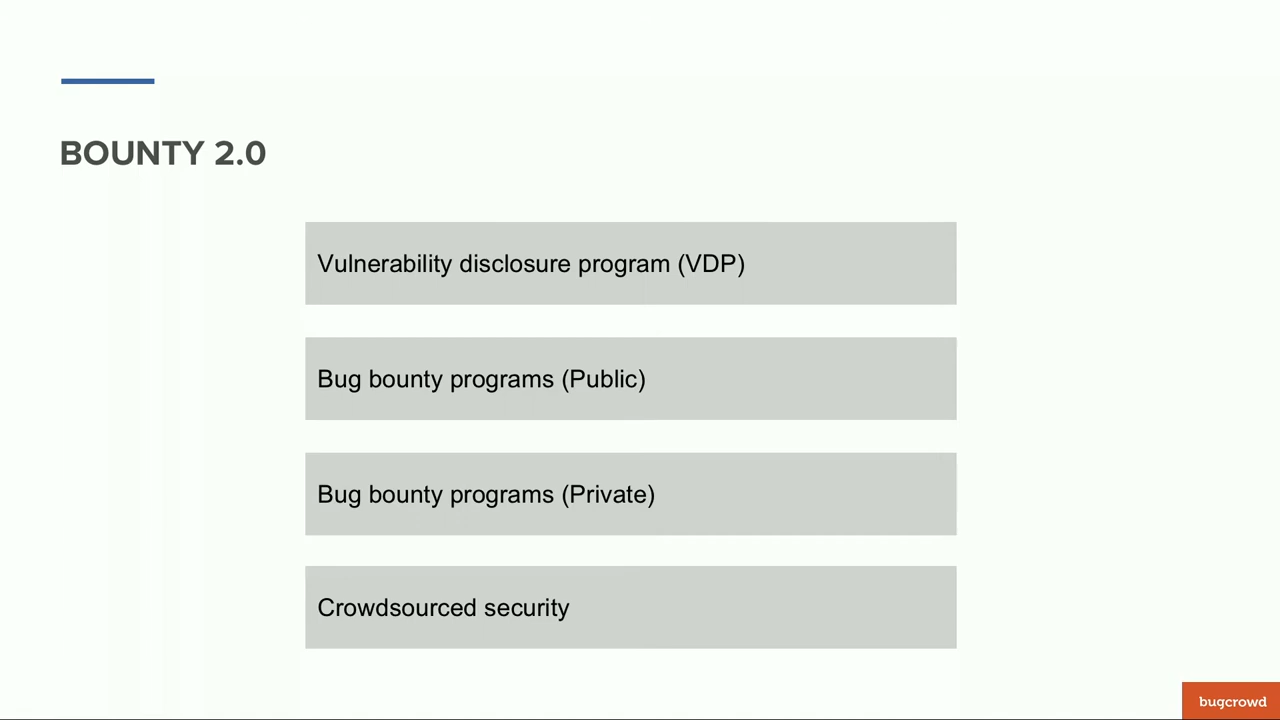 BOUNTY 2.0
Vulnerability disclosure program (VDP)
Bug bounty programs (Public)
Bug bounty programs (Private)
Crowdsourced security
bugcrowd